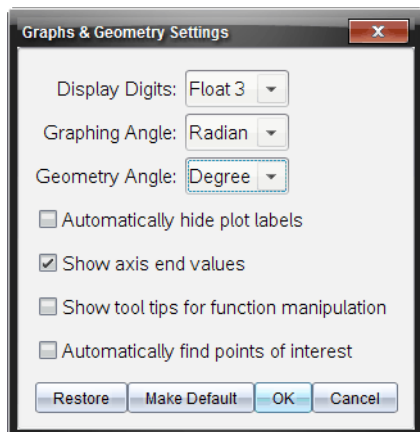 Graphs & Geometry Settings
Display Digits: Float 3
Graphing Angle: Radian
Geometry Angle: Degree
Automatically hide plot labels
Show axis end values
Show tool tips for function manipulation
Automatically find points of interest
Restore Make Default OK Cancel